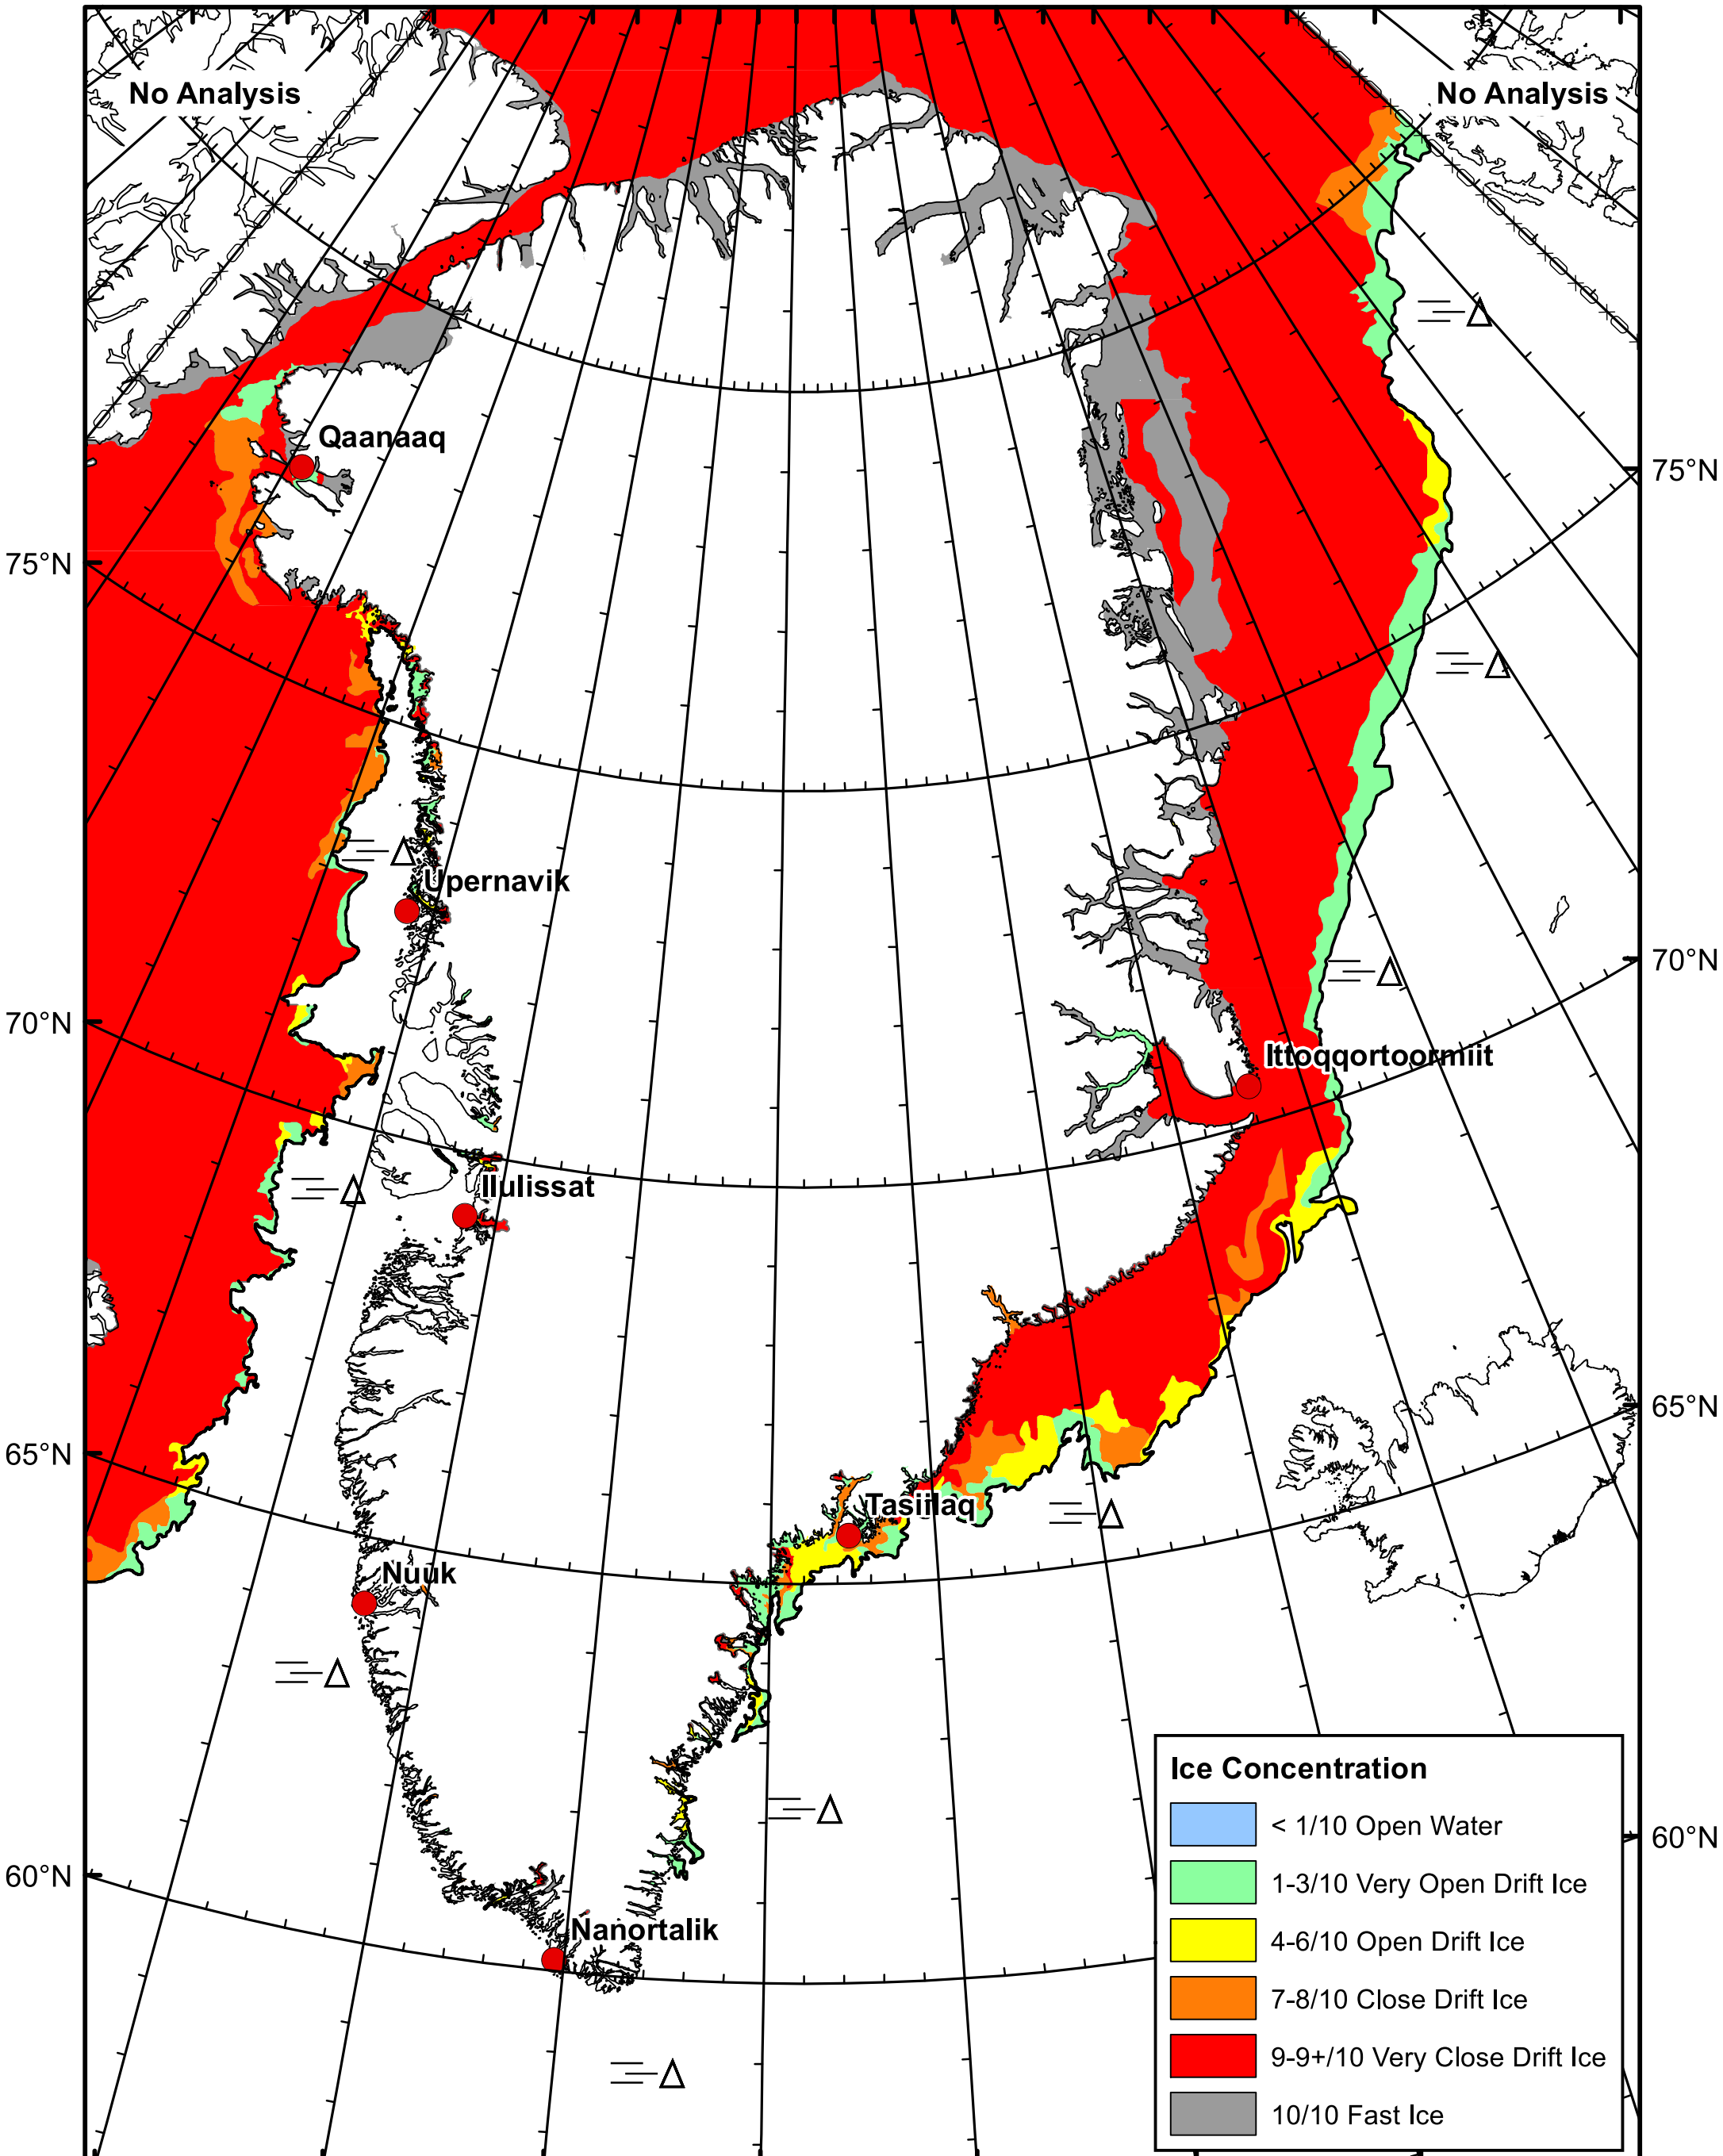 No Analysis
No Analysis
Qaanaaq
75°N
75°N
Upernavik
70°N
70°N
Ittoqqortoormiit
Ilulissat
65°N
65°N
Tasiilaq
Nuuk
60°N
60°N
Nanortalik
Ice Concentration
< 1/10 Open Water
1-3/10 Very Open Drift Ice
4-6/10 Open Drift Ice
7-8/10 Close Drift Ice
9-9+/10 Very Close Drift Ice
10/10 Fast Ice